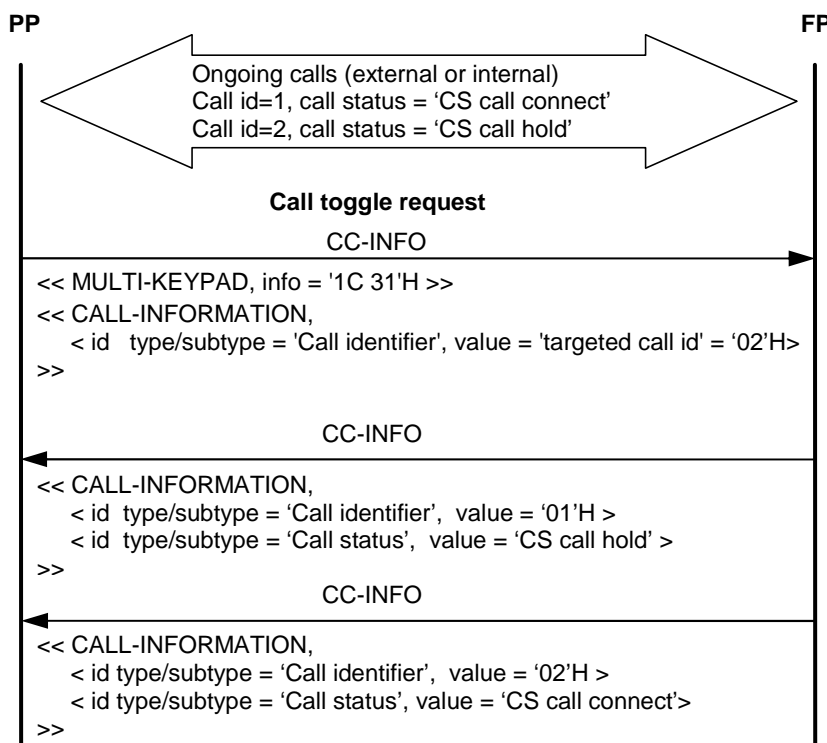 PP FP
Ongoing calls (external or internal)
Call id=1, call status = ‘CS call connect’
Call id=2, call status = ‘CS call hold’
Call toggle request
CC-INFO
<< MULTI-KEYPAD, info = '1C 31'H >>
<< CALL-INFORMATION,
< id type/subtype = 'Call identifier', value = 'targeted call id' = ‘02’H>
>>
CC-INFO
<< CALL-INFORMATION,
< id type/subtype = ‘Call identifier’, value = ‘01’H >
< id type/subtype = ‘Call status’, value = ‘CS call hold’ >
>>
CC-INFO
<< CALL-INFORMATION,
< id type/subtype = ‘Call identifier’, value = ‘02’H >
< id type/subtype = ‘Call status’, value = ‘CS call connect’>
>>